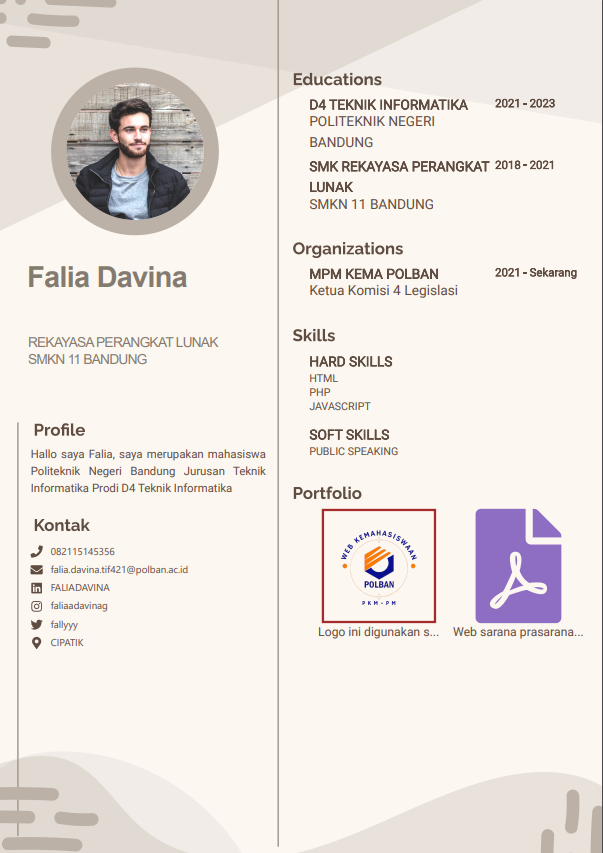 Falia Davina
REKAYASA PERANGKAT LUNAK
SMKN 11 BANDUNG
Profile
Hallo saya Falia, saya merupakan mahasiswa
Politeknik Negeri Bandung Jurusan Teknik
Informatika Prodi D4 Teknik Informatika
Kontak
082115145356
falia.davina.tif421@polban.ac.id
FALIADAVINA
faliaadavinag
fallyyy
CIPATIK
Educations
D4 TEKNIK INFORMATIKA 2021 - 2023
POLITEKNIK NEGERI
BANDUNG
SMK REKAYASA PERANGKAT 2018 - 2021
LUNAK
SMKN 11 BANDUNG
Organizations
MPM KEMA POLBAN 2021 - Sekarang
Ketua Komisi 4 Legislasi
Skills
HARD SKILLS
HTML
PHP
JAVASCRIPT
SOFT SKILLS
PUBLIC SPEAKING
Portfolio
WEB KEMAHASISWAAN
POLBAN
PKM-PM
Logo ini digunakan s... Web sarana prasarana...